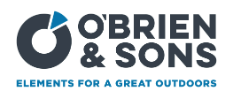 O'BRIEN
& SONS
ELEMENTS FOR A GREAT OUTDOORS